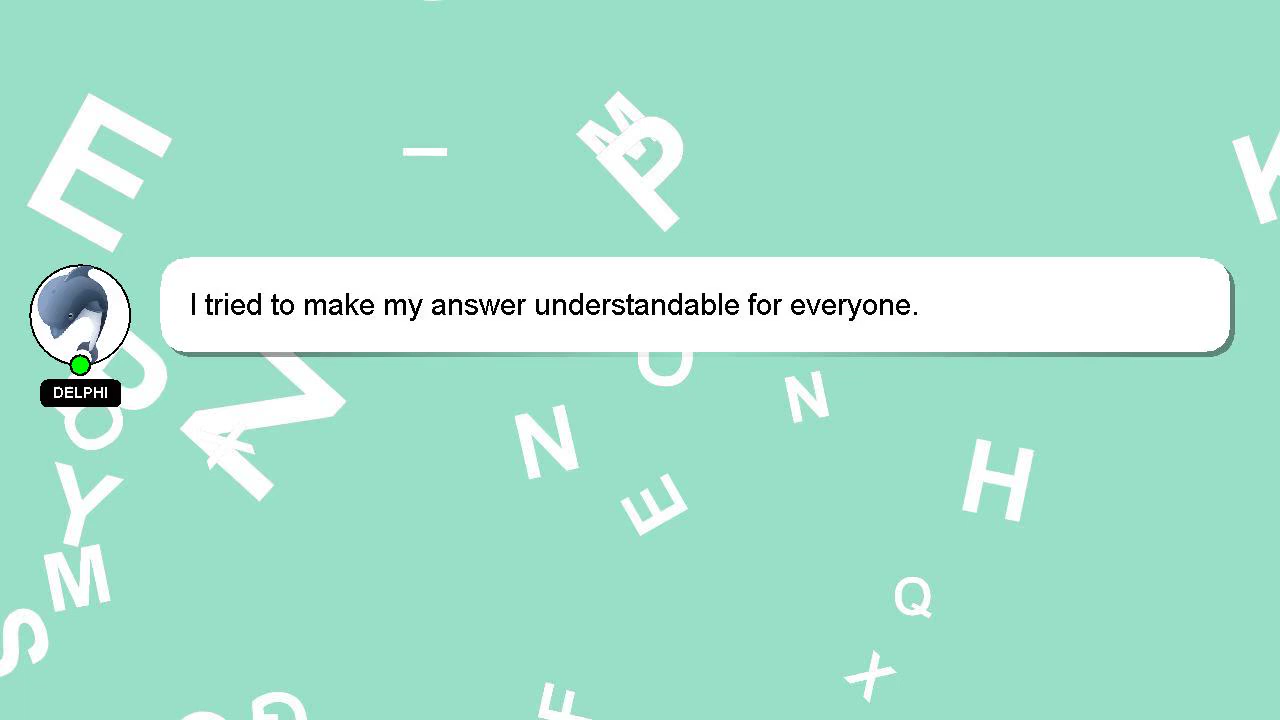 I tried to make my answer understandable for everyone.
DELPHI
E
M
P
K
O
N
N
N
H
E
Y
M
S
Q
X
F
G